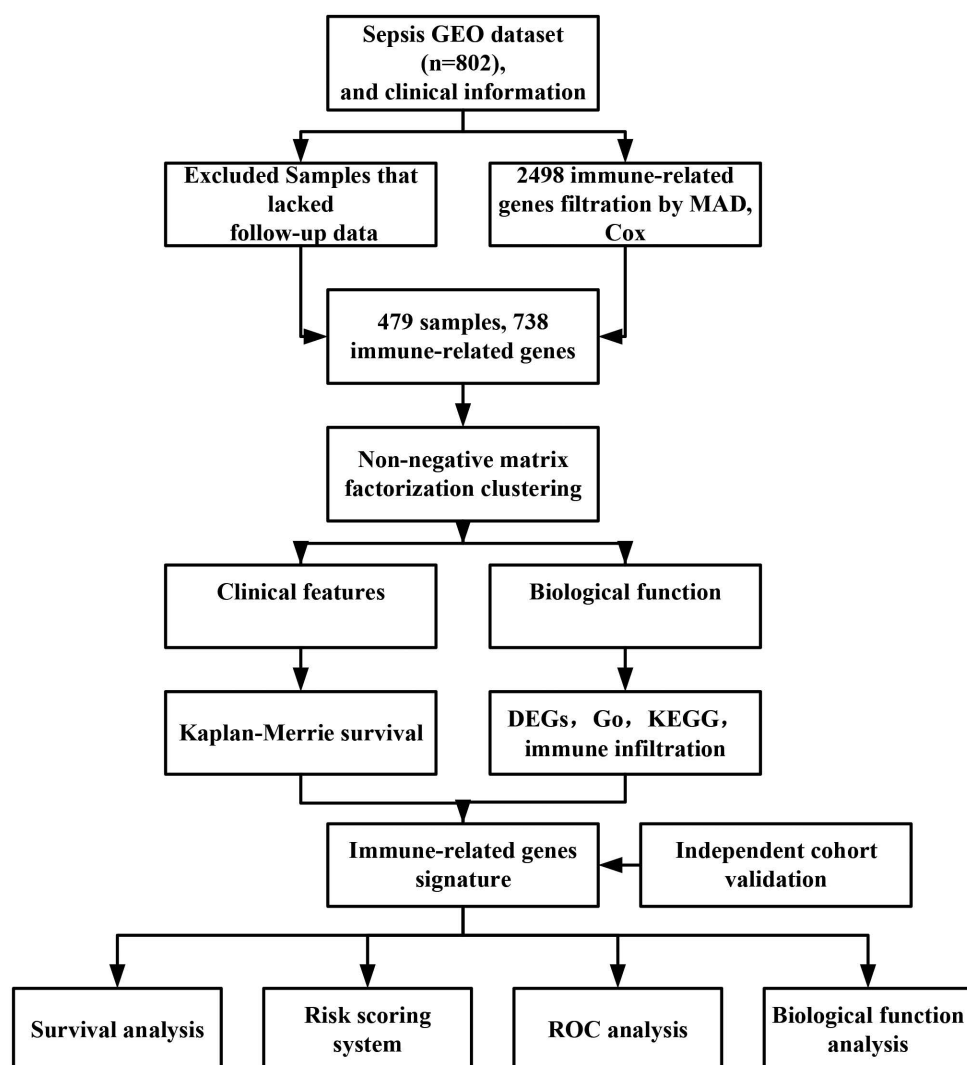 Sepsis GEO dataset
(n=802),
and clinical information
Excluded Samples that
lacked
follow-up data
2498 immune-related
genes filtration by MAD,
Cox
479 samples, 738
immune-related genes
Non-negative matrix
factorization clustering
Clinical features
Biological function
Kaplan-Merrie survival
DEGs，Go，KEGG，
immune infiltration
Immune-related genes
signature
Independent cohort
validation
Survival analysis
Risk scoring
system
ROC analysis
Biological function
analysis